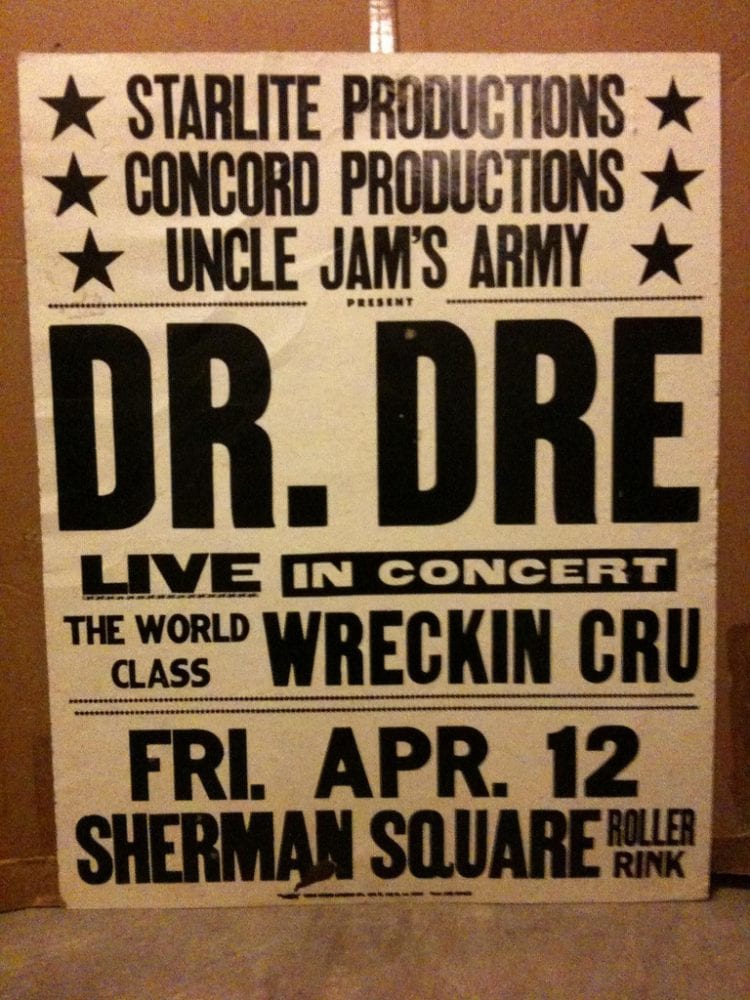 ★ STARLITE PRODUCTIONS ★
★ CONCORD PRODUCTIONS ★
★ UNCLE JAM'S ARMY ★
PRESENT
DR. DRE
LIVE IN CONCERT
THE WORLD CLASS WRECKIN CRU
FRI. APR. 12
SHERMAN SQUARE ROLLER RINK